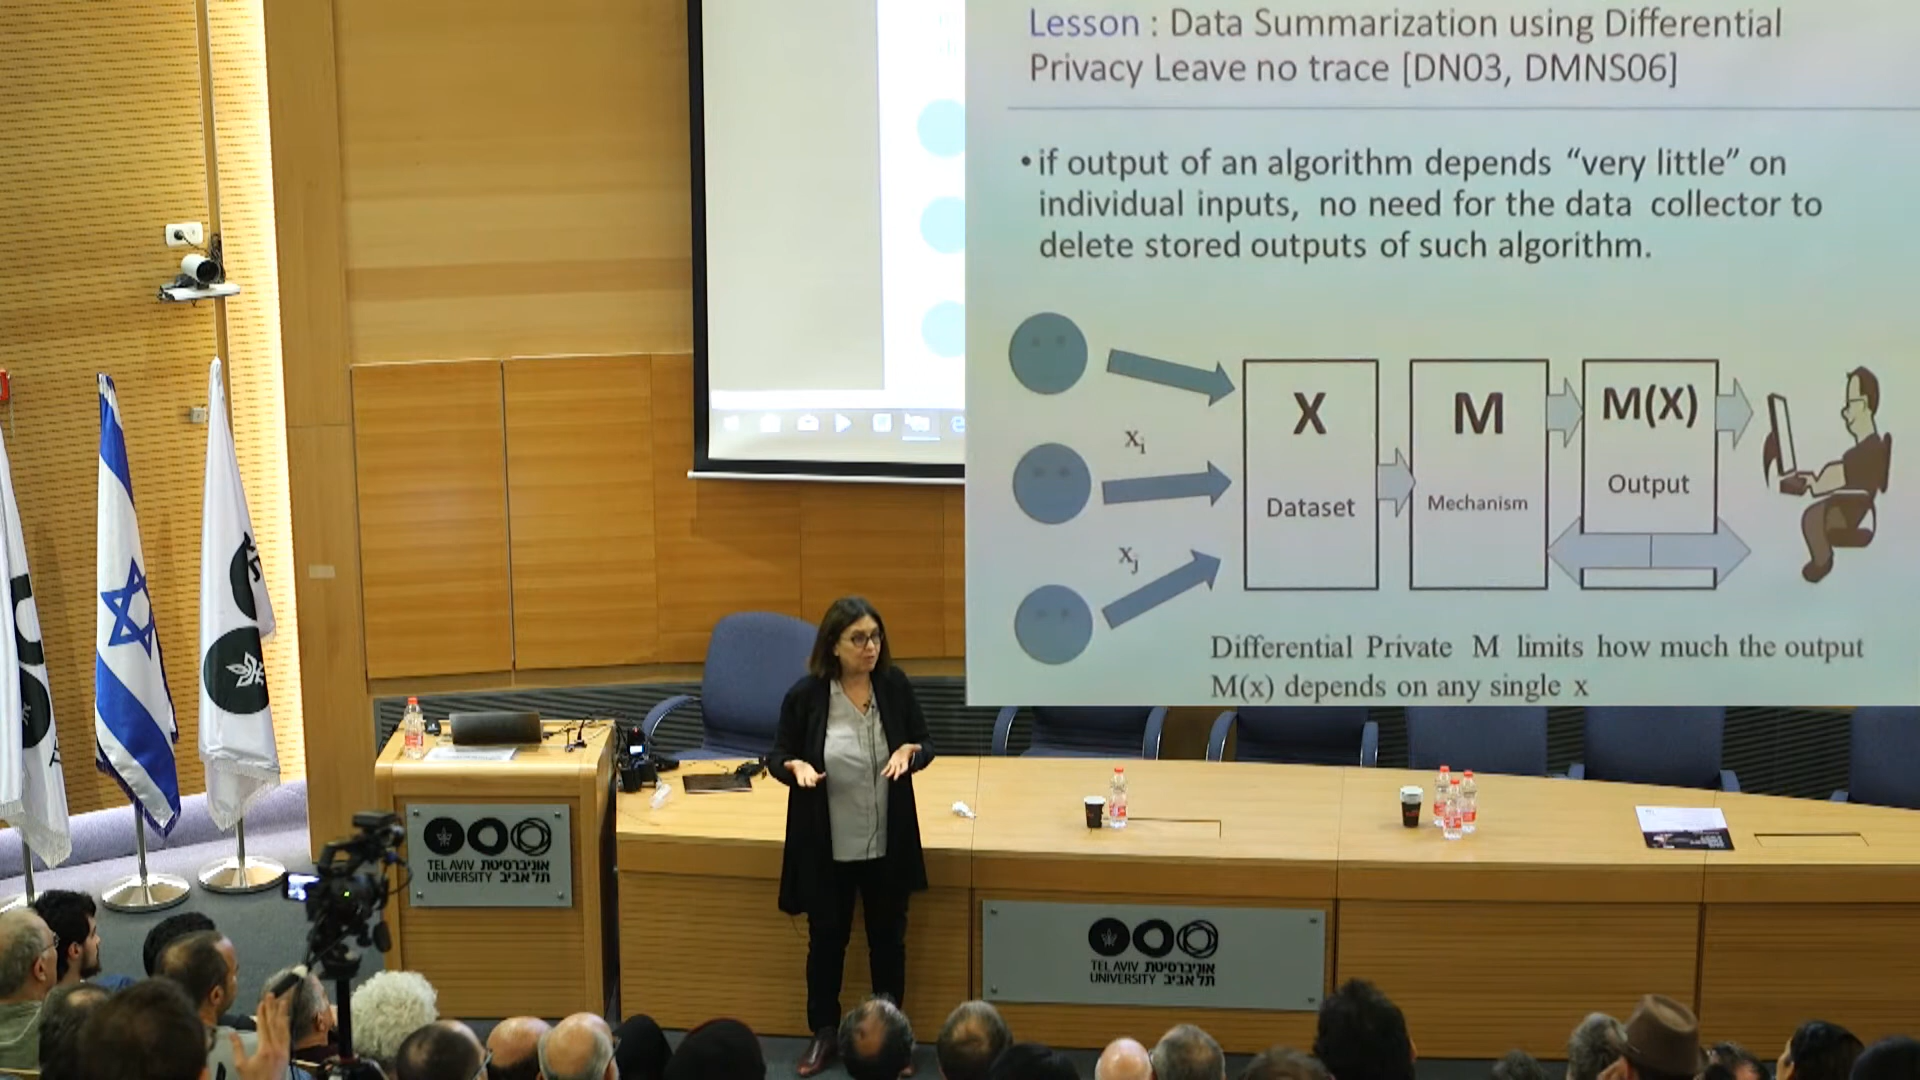 Lesson : Data Summarization using Differential
Privacy Leave no trace [DN03, DMNS06]
• if output of an algorithm depends “very little” on
individual inputs, no need for the data collector to
delete stored outputs of such algorithm.
X
M
M(X)
xi
Dataset
Mechanism
Output
xj
Differential Private M limits how much the output
M(x) depends on any single x
TEL AVIV אוניברסיטת
UNIVERSITY תל אביב
TEL AVIV אוניברסיטת
UNIVERSITY תל אביב